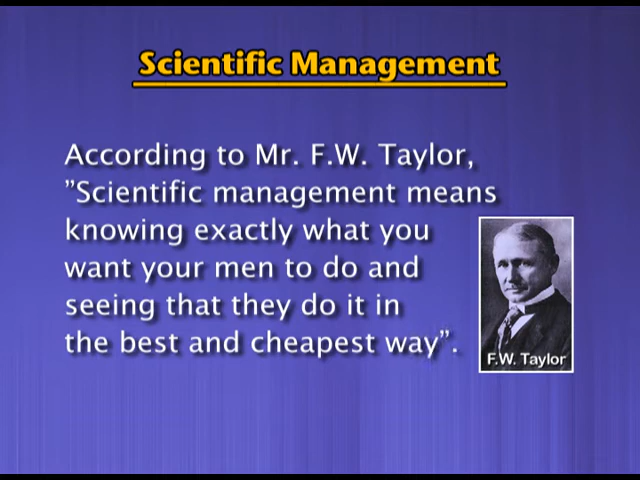 Scientific Management
According to Mr. F.W. Taylor,
”Scientific management means
knowing exactly what you
want your men to do and
seeing that they do it in
the best and cheapest way”.
F.W. Taylor